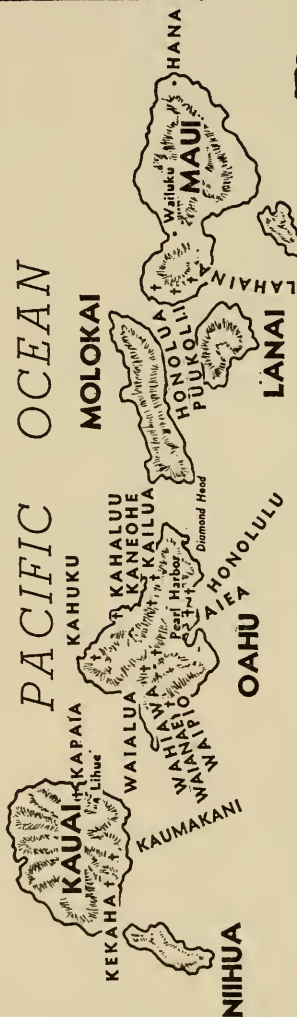 PACIFIC OCEAN
KAUAI
KAPAIA
Lihue
KEKAHA
KAUMAKANI
NIIHUA
KAHUKU
WAIALUA
KAHALUU
KANEOHE
KAILUA
WAHIAWA
WAIANAE
WAIPIO
Pearl Harbor
Diamond Head
HONOLULU
AIEA
OAHU
MOLOKAI
HONOLUA
PUUKOLII
LANAI
LAHAINA
Wailuku
MAUI
HANA